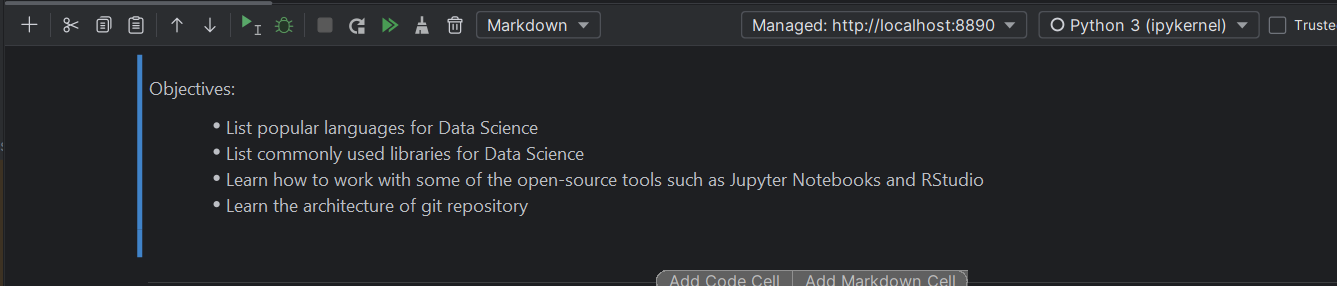 Markdown
Managed: http://localhost:8890
Python 3 (ipykernel)
Truste
Objectives:
• List popular languages for Data Science
• List commonly used libraries for Data Science
• Learn how to work with some of the open-source tools such as Jupyter Notebooks and RStudio
• Learn the architecture of git repository
Add Code Cell
Add Markdown Cell